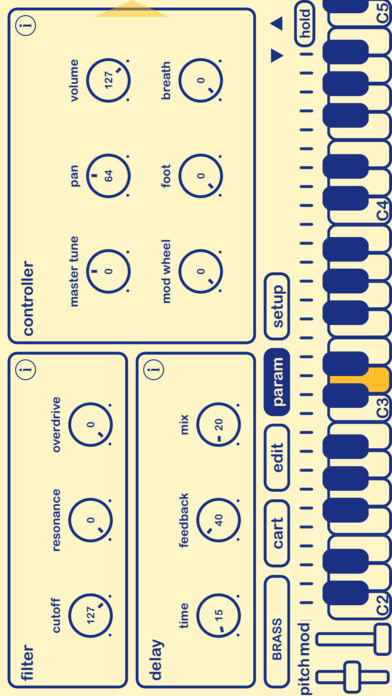 filter
i
cutoff
resonance
overdrive
127
0
0
delay
i
time
feedback
mix
15
40
20
controller
i
master tune
pan
volume
0
64
127
mod wheel
foot
breath
0
0
0
BRASS
cart
edit
param
setup
pitch mod
hold
C2
C3
C4
C5